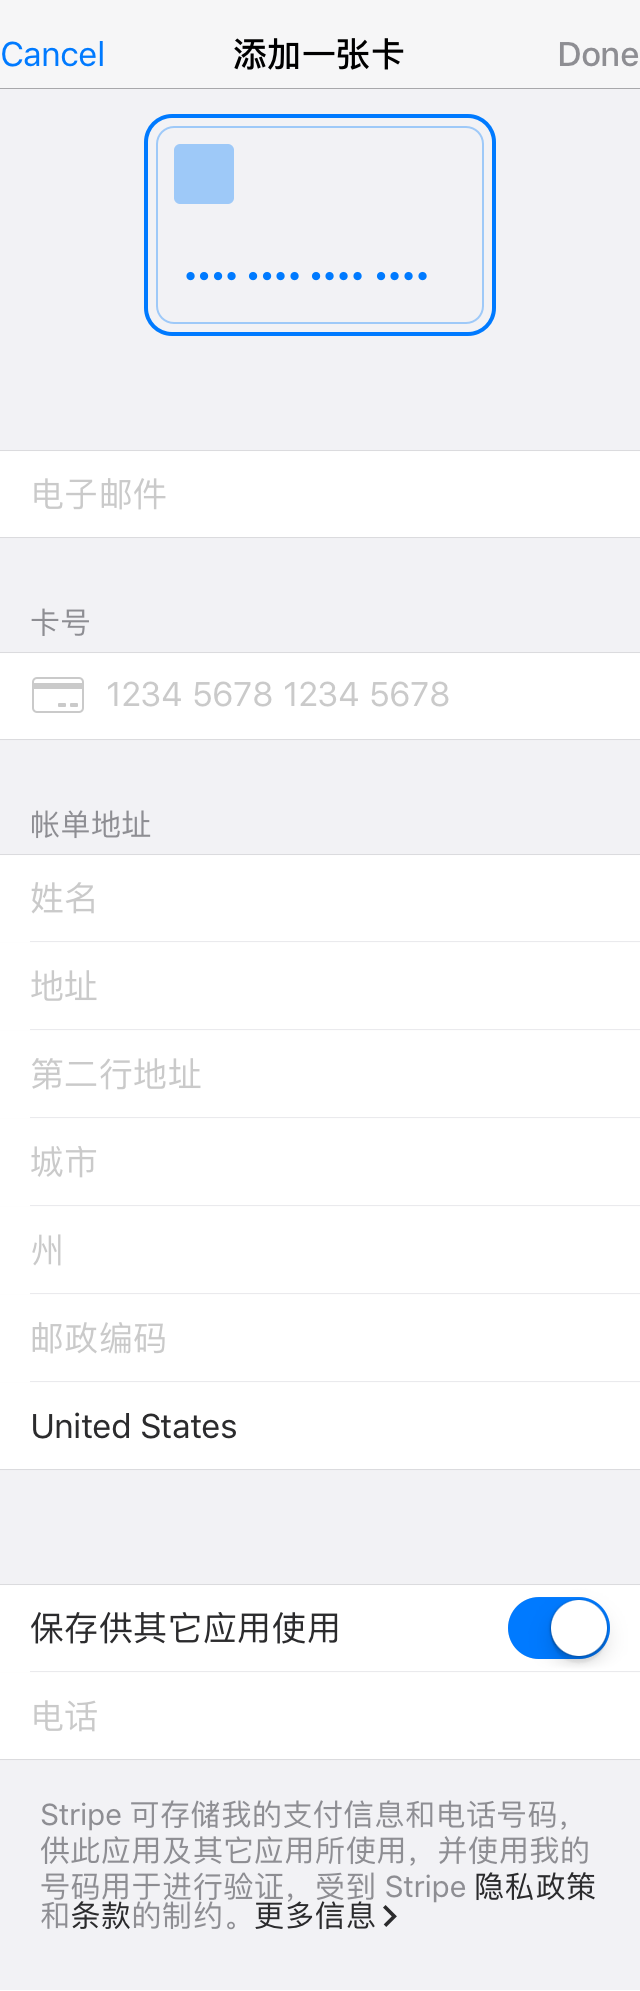 Cancel 添加一张卡 Done
•••• •••• •••• ••••
电子邮件
卡号
1234 5678 1234 5678
帐单地址
姓名
地址
第二行地址
城市
州
邮政编码
United States
保存供其它应用使用
电话
Stripe 可存储我的支付信息和电话号码，
供此应用及其它应用所使用，并使用我的
号码用于进行验证，受到 Stripe 隐私政策
和条款的制约。更多信息